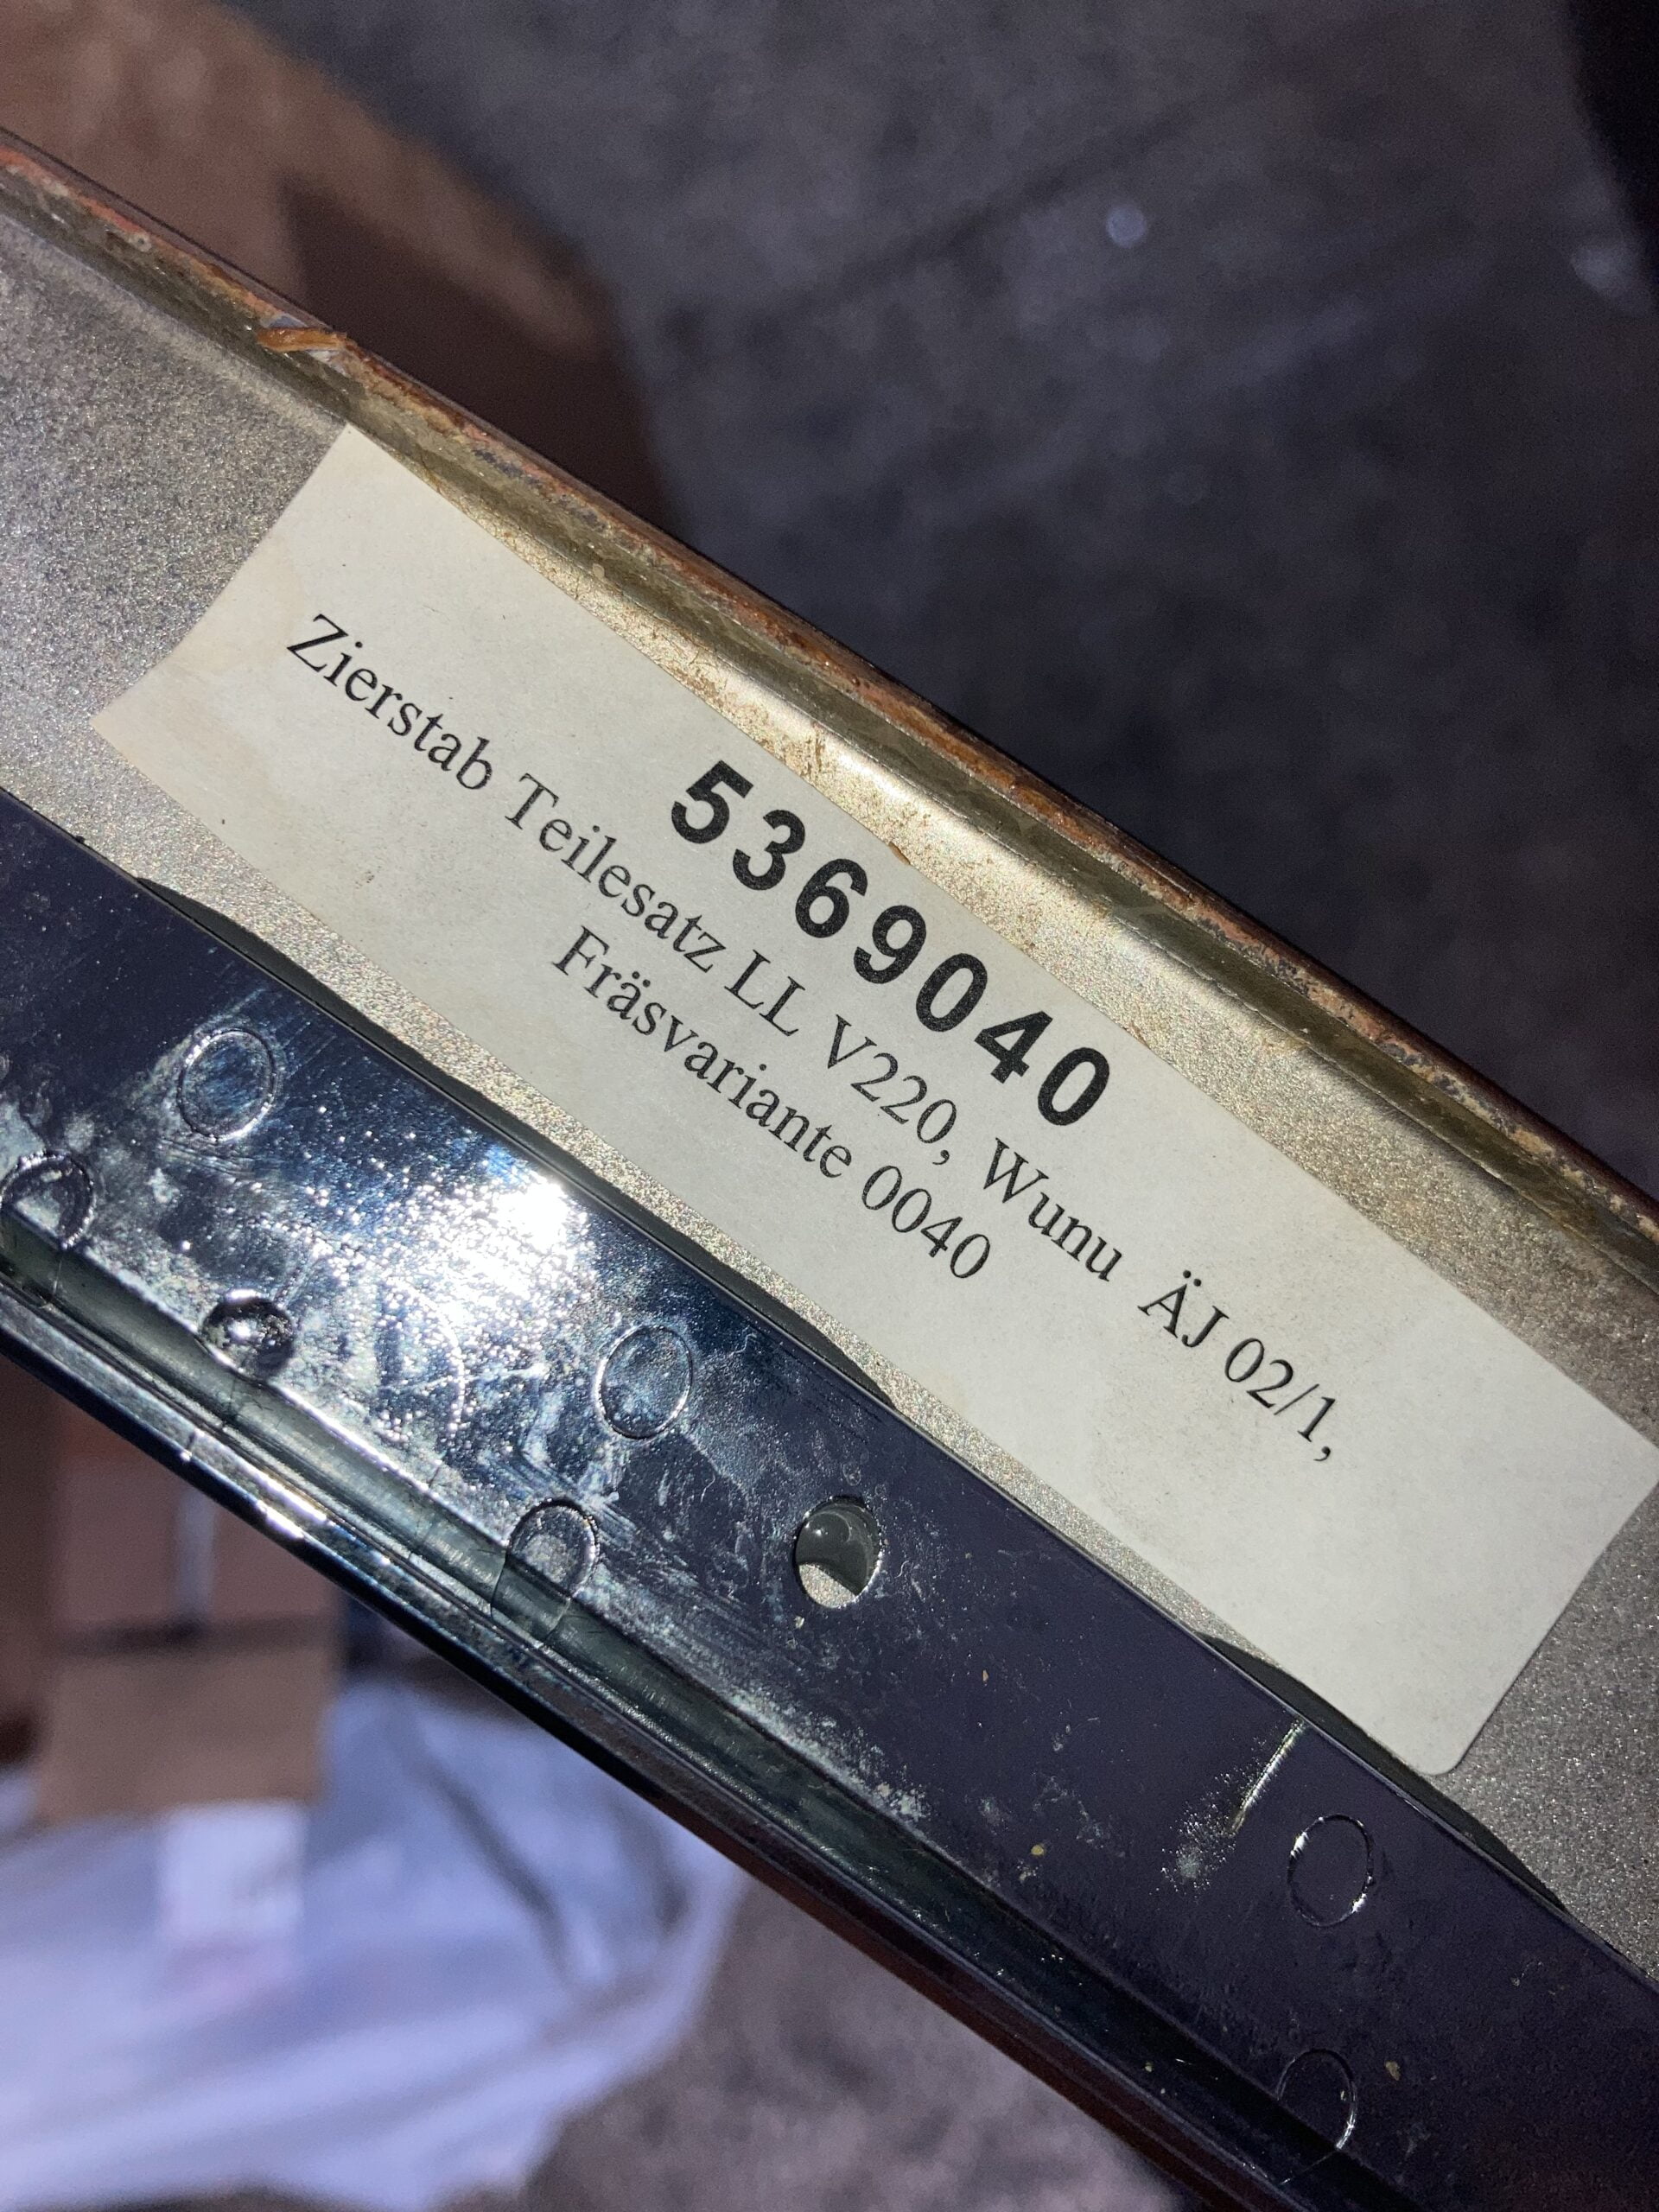 5369040
Zierstab Teilesatz LL V220, Wunu ÄJ 02/1,
Fräsvariante 0040